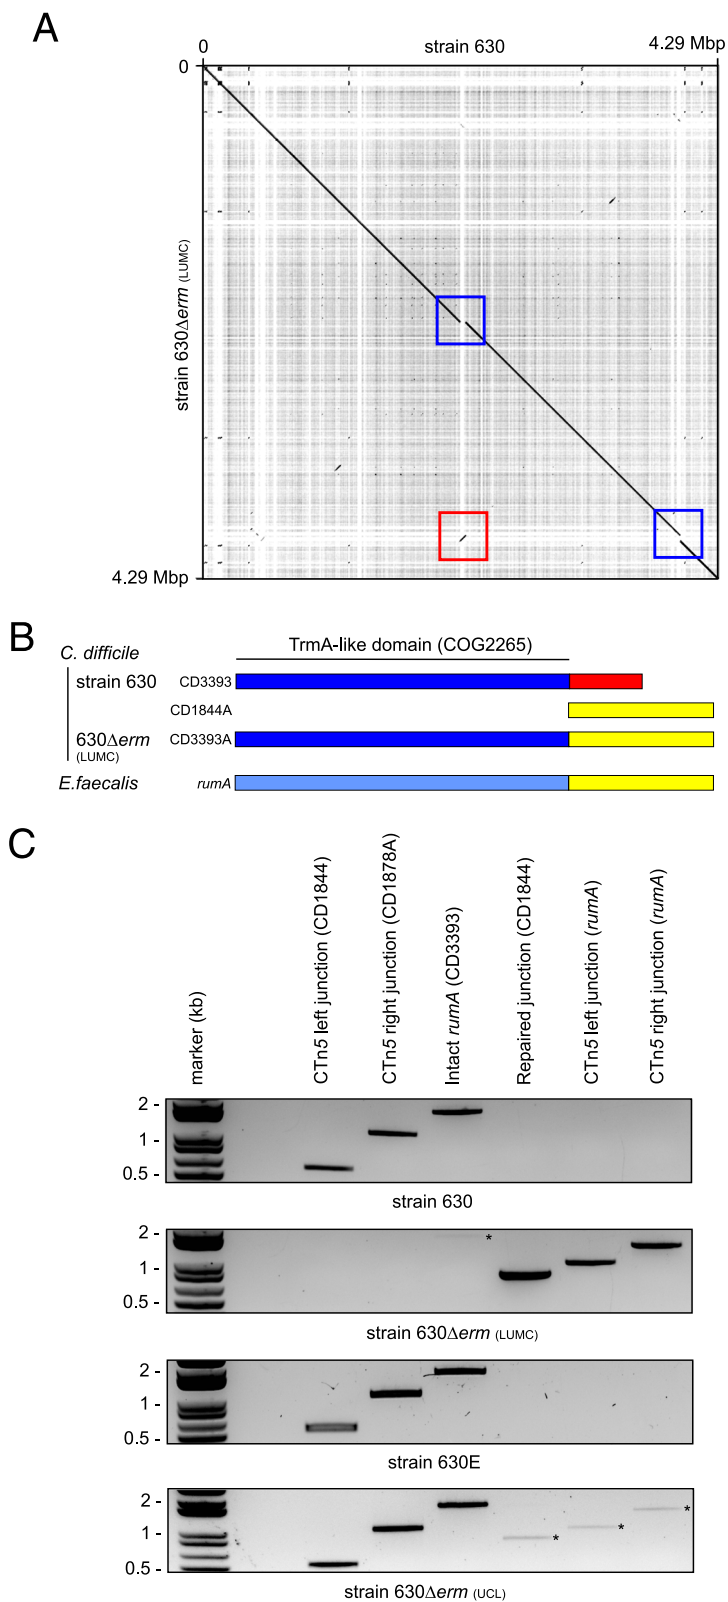 A
0 strain 630 4.29 Mbp
0
strain 630Δerm (LUMC)
4.29 Mbp
B
TrmA-like domain (COG2265)
C. difficile
strain 630 CD3393
CD1844A
630Δerm CD3393A
(LUMC)
E.faecalis rumA
C
marker (kb)
CTn5 left junction (CD1844)
CTn5 right junction (CD1878A)
Intact rumA (CD3393)
Repaired junction (CD1844)
CTn5 left junction (rumA)
CTn5 right junction (rumA)
2 -
1 -
0.5 -
strain 630
2 - *
1 -
0.5 -
strain 630Δerm (LUMC)
2 -
1 -
0.5 -
strain 630E
2 - *
1 - * *
0.5 -
strain 630Δerm (UCL)